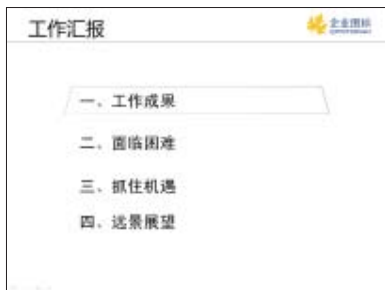 工作汇报
企业图标
一、工作成果
二、面临困难
三、抓住机遇
四、远景展望